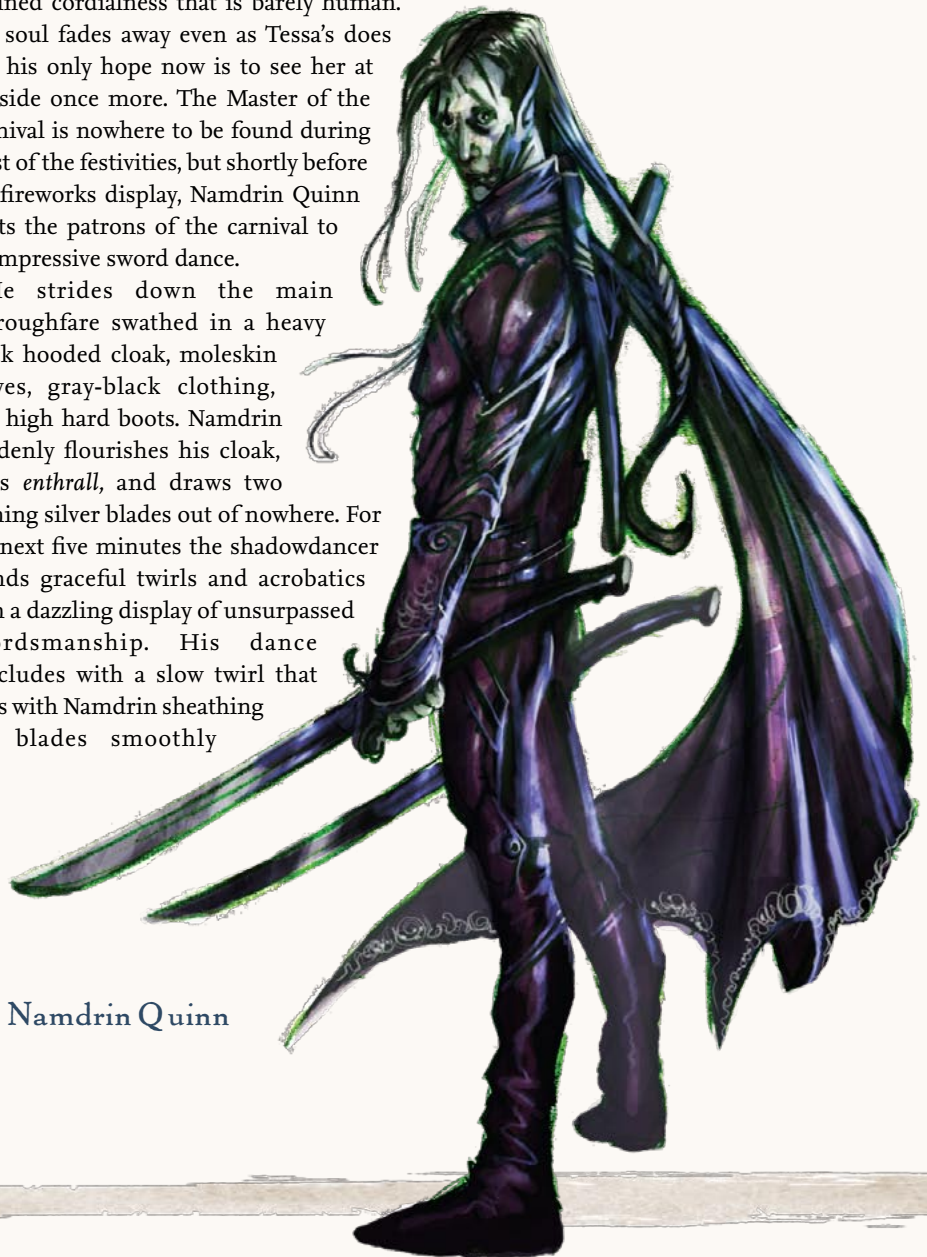 ined cordialness that is barely human.
soul fades away even as Tessa's does
his only hope now is to see her at
side once more. The Master of the
nival is nowhere to be found during
st of the festivities, but shortly before
fireworks display, Namdrin Quinn
ts the patrons of the carnival to
mpressive sword dance.
He strides down the main
roughfare swathed in a heavy
k hooded cloak, moleskin
ves, gray-black clothing,
high hard boots. Namdrin
denly flourishes his cloak,
s enthrall, and draws two
ning silver blades out of nowhere. For
next five minutes the shadowdancer
nds graceful twirls and acrobatics
n a dazzling display of unsurpassed
ordsmanship. His dance
cludes with a slow twirl that
s with Namdrin sheathing
blades smoothly
Namdrin Quinn